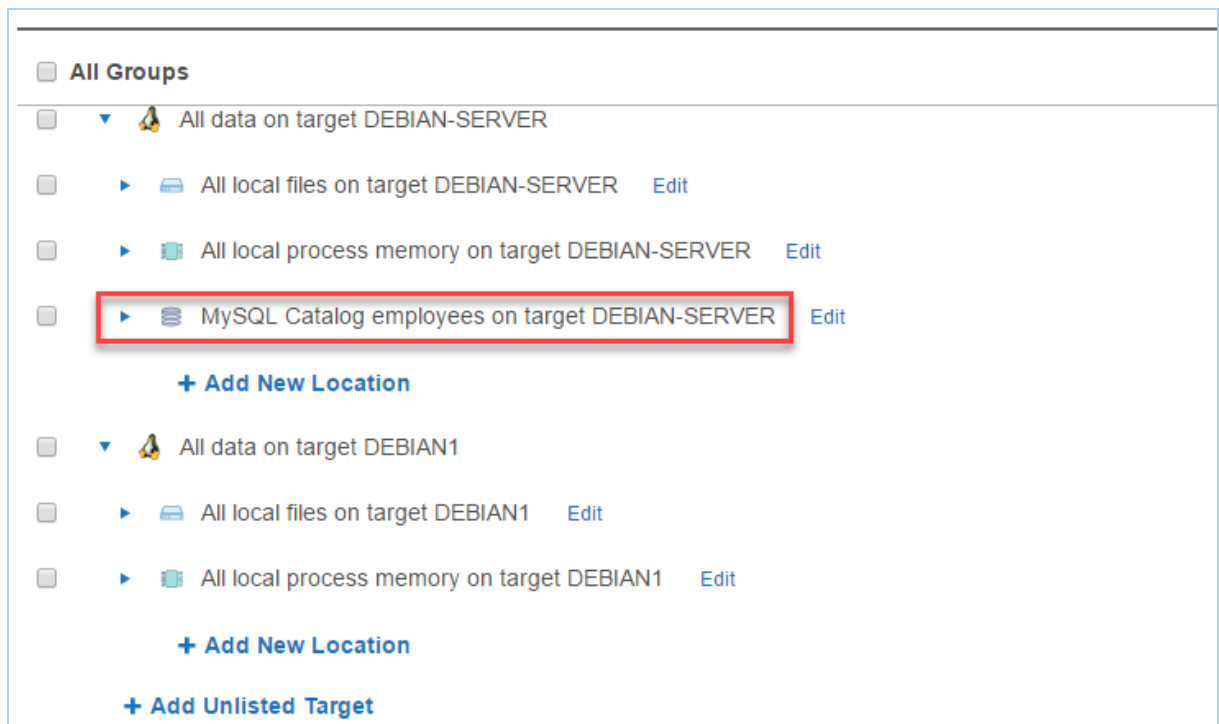 All Groups
All data on target DEBIAN-SERVER
All local files on target DEBIAN-SERVER Edit
All local process memory on target DEBIAN-SERVER Edit
MySQL Catalog employees on target DEBIAN-SERVER Edit
+ Add New Location
All data on target DEBIAN1
All local files on target DEBIAN1 Edit
All local process memory on target DEBIAN1 Edit
+ Add New Location
+ Add Unlisted Target